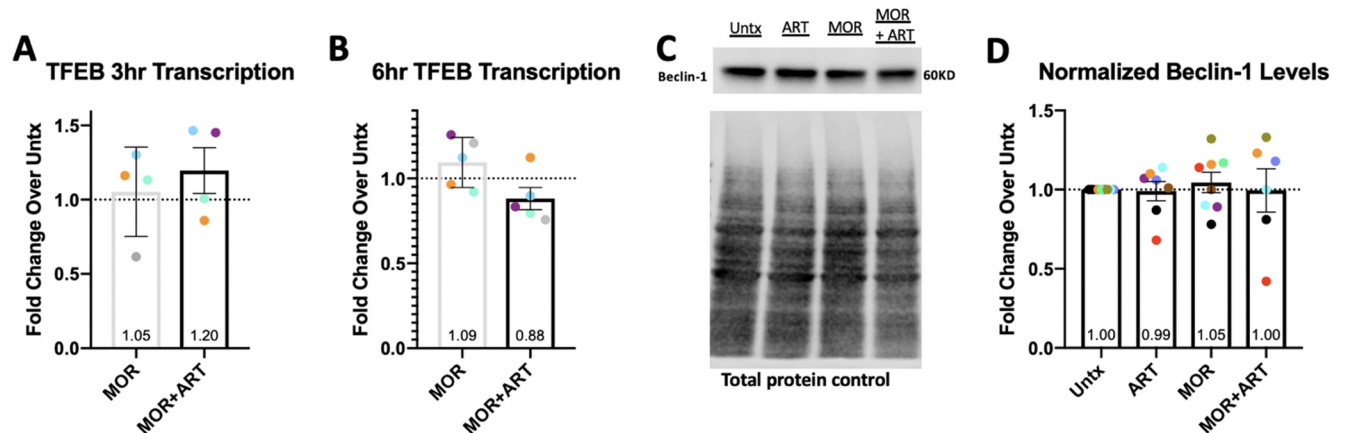 A
TFEB 3hr Transcription
Fold Change Over Untx
1.5
1.0
0.5
0.0
1.05
1.20
MOR
MOR+ART
B
6hr TFEB Transcription
Fold Change Over Untx
1.0
0.5
0.0
1.09
0.88
MOR
MOR+ART
C
Untx
ART
MOR
MOR
+ ART
Beclin-1
60KD
Total protein control
D
Normalized Beclin-1 Levels
Fold Change Over Untx
1.5
1.0
0.5
0.0
1.00
0.99
1.05
1.00
Untx
ART
MOR
MOR+ART